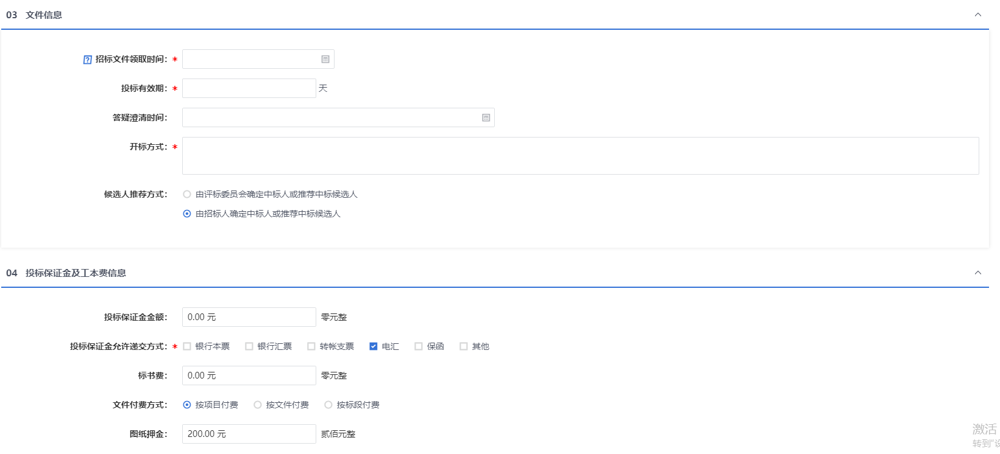 03 文件信息
招标文件领取时间: *
投标有效期: * 天
答疑澄清时间:
开标方式: *
候选人推荐方式: 由评标委员会确定中标人或推荐中标候选人
由招标人确定中标人或推荐中标候选人
04 投标保证金及工本费信息
投标保证金金额: 0.00 元 零元整
投标保证金允许递交方式: * 银行本票 银行汇票 转帐支票 电汇 保函 其他
标书费: 0.00 元 零元整
文件付费方式: 按项目付费 按文件付费 按标段付费
图纸押金: 200.00 元 贰佰元整
激活
转到“设